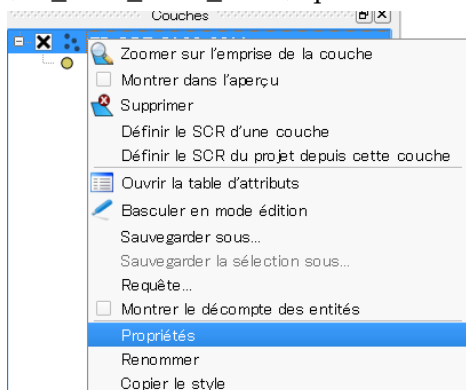 Couches
Zoomer sur l'emprise de la couche
Montrer dans l'aperçu
Supprimer
Définir le SCR d'une couche
Définir le SCR du projet depuis cette couche
Ouvrir la table d'attributs
Basculer en mode édition
Sauvegarder sous...
Sauvegarder la sélection sous...
Requête...
Montrer le décompte des entités
Propriétés
Renommer
Copier le style